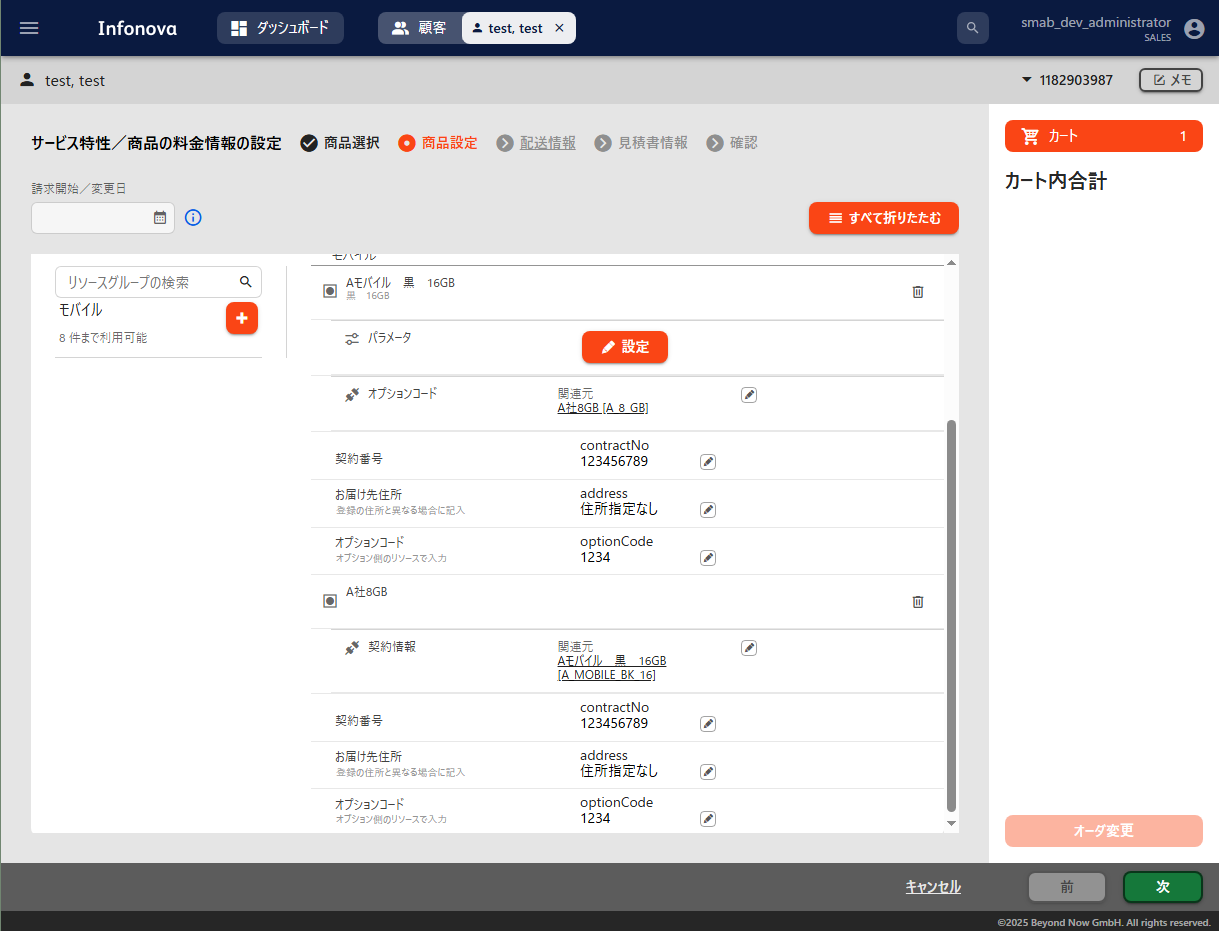 Infonova
ダッシュボード
顧客
test, test
smab_dev_administrator
SALES
test, test
1182903987
メモ
サービス特性／商品の料金情報の設定
商品選択
商品設定
配送情報
見積書情報
確認
カート
1
カート内合計
請求開始／変更日
すべて折りたたむ
リソースグループの検索
モバイル
8 件まで利用可能
モバイル
Aモバイル　黒　16GB
黒　16GB
パラメータ
設定
オプションコード
関連元
A社8GB [A_8_GB]
契約番号
contractNo
123456789
お届け先住所
登録の住所と異なる場合に記入
address
住所指定なし
オプションコード
オプション側のリソースで入力
optionCode
1234
A社8GB
契約情報
関連元
Aモバイル　黒　16GB
[A_MOBILE_BK_16]
契約番号
contractNo
123456789
お届け先住所
登録の住所と異なる場合に記入
address
住所指定なし
オプションコード
オプション側のリソースで入力
optionCode
1234
オーダ変更
キャンセル
前
次
©2025 Beyond Now GmbH. All rights reserved.